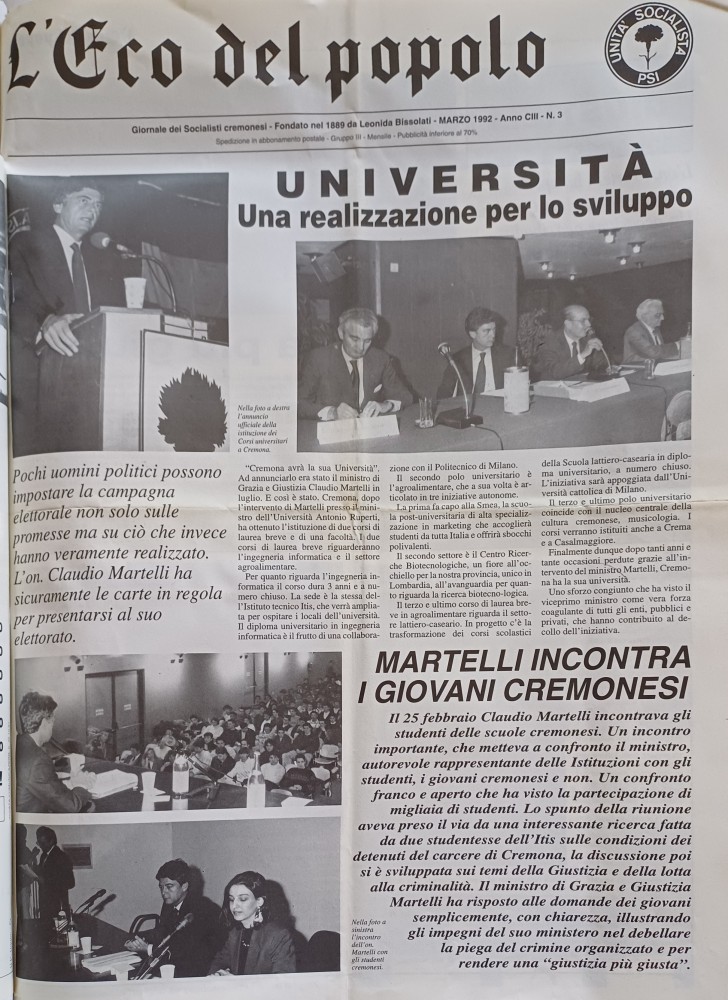 L'Eco del popolo
UNITA' SOCIALISTA
PSI
Giornale dei Socialisti cremonesi - Fondato nel 1889 da Leonida Bissolati - MARZO 1992 - Anno CIII - N. 3
Spedizione in abbonamento postale - Gruppo III - Mensile - Pubblicità inferiore al 70%
UNIVERSITÀ
Una realizzazione per lo sviluppo
Nella foto a destra
l'annuncio
ufficiale della
istituzione dei
Corsi universitari
a Cremona.
Pochi uomini politici possono
impostare la campagna
elettorale non solo sulle
promesse ma su ciò che invece
hanno veramente realizzato.
L'on. Claudio Martelli ha
sicuramente le carte in regola
per presentarsi al suo
elettorato.
"Cremona avrà la sua Università".
Ad annunciarlo era stato il ministro di
Grazia e Giustizia Claudio Martelli in
luglio. E così è stato, Cremona, dopo
l'intervento di Martelli presso il mini-
stro dell'Università Antonio Ruperti,
ha ottenuto l'istituzione di due corsi di
laurea breve e di una facoltà. I due
corsi di laurea breve riguarderanno
l'ingegneria informatica e il settore
agroalimentare.
Per quanto riguarda l'ingegneria in-
formatica il corso dura 3 anni e a nu-
mero chiuso. La sede è la stessa del-
l'Istituto tecnico Itis, che verrà amplia-
ta per ospitare i locali dell'università.
Il diploma universitario in ingegneria
informatica è il frutto di una collabora-
zione con il Politecnico di Milano.
Il secondo polo universitario è
l'agroalimentare, che a sua volta è ar-
ticolato in tre iniziative autonome.
La prima fa capo alla Smea, la scuo-
la post-universitaria di alta specializ-
zazione in marketing che accoglierà
studenti da tutta Italia e offrirà sbocchi
polivalenti.
Il secondo settore è il Centro Ricer-
che Biotecnologiche, un fiore all'oc-
chiello per la nostra provincia, unico in
Lombardia, all'avanguardia per quan-
to riguarda la ricerca biotecno-logica.
Il terzo e ultimo corso di laurea bre-
ve in agroalimentare riguarda il setto-
re lattiero-caseario. In progetto c'è la
trasformazione dei corsi scolastici
della Scuola lattiero-casearia in diplo-
ma universitario, a numero chiuso.
L'iniziativa sarà appoggiata dall'Uni-
versità cattolica di Milano.
Il terzo e ultimo polo universitario
coincide con il nucleo centrale della
cultura cremonese, musicologia. I
corsi verranno istituiti anche a Crema
e a Casalmaggiore.
Finalmente dunque dopo tanti anni e
tante occasioni perdute grazie all'in-
tervento del ministro Martelli, Cremo-
na ha la sua università.
Uno sforzo congiunto che ha visto il
viceprimo ministro come vera forza
coagulante di tutti gli enti, pubblici e
privati, che hanno contribuito al de-
collo dell'iniziativa.
MARTELLI INCONTRA
I GIOVANI CREMONESI
Il 25 febbraio Claudio Martelli incontrava gli
studenti delle scuole cremonesi. Un incontro
importante, che metteva a confronto il ministro,
autorevole rappresentante delle Istituzioni con gli
studenti, i giovani cremonesi e non. Un confronto
franco e aperto che ha visto la partecipazione di
migliaia di studenti. Lo spunto della riunione
aveva preso il via da una interessante ricerca fatta
da due studentesse dell'Itis sulle condizioni dei
detenuti del carcere di Cremona, la discussione poi
si è sviluppata sui temi della Giustizia e della lotta
alla criminalità. Il ministro di Grazia e Giustizia
Martelli ha risposto alle domande dei giovani
semplicemente, con chiarezza, illustrando
gli impegni del suo ministero nel debellare
la piega del crimine organizzato e per
rendere una "giustizia più giusta".
Nella foto a
sinistra
l'incontro
dell'on.
Martelli con
gli studenti
cremonesi.